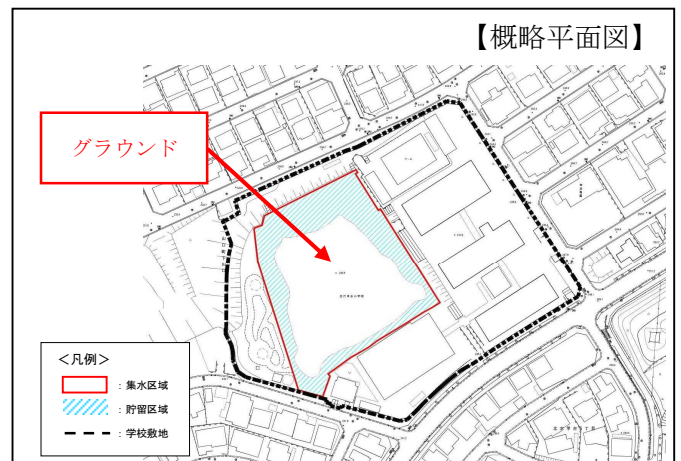 【概略平面図】
グラウンド
<凡例>
：集水区域
：貯留区域
：学校敷地